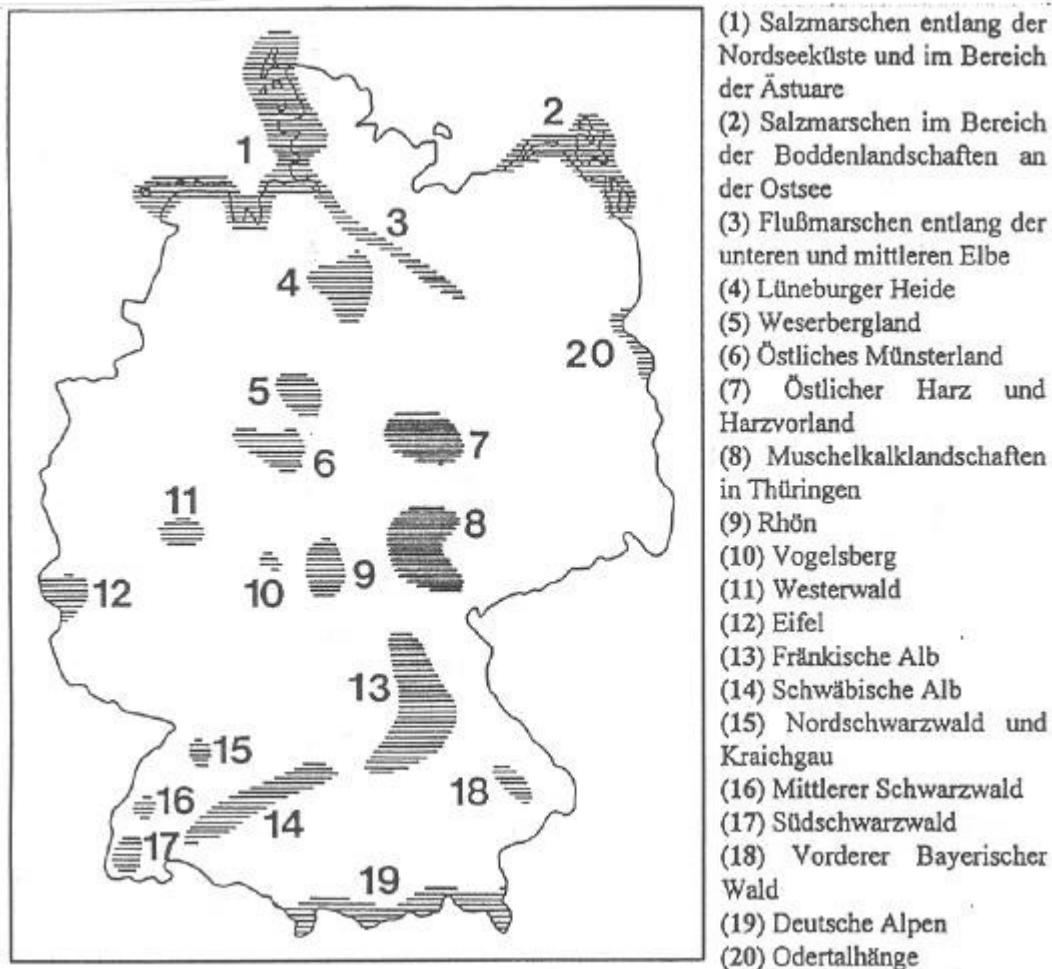 1
2
3
4
20
5
6
7
11
8
10
9
12
13
15
18
16
14
17
19
(1) Salzmarschen entlang der
Nordseeküste und im Bereich
der Ästuare
(2) Salzmarschen im Bereich
der Boddenlandschaften an
der Ostsee
(3) Flußmarschen entlang der
unteren und mittleren Elbe
(4) Lüneburger Heide
(5) Weserbergland
(6) Östliches Münsterland
(7) Östlicher Harz und
Harzvorland
(8) Muschelkalklandschaften
in Thüringen
(9) Rhön
(10) Vogelsberg
(11) Westerwald
(12) Eifel
(13) Fränkische Alb
(14) Schwäbische Alb
(15) Nordschwarzwald und
Kraichgau
(16) Mittlerer Schwarzwald
(17) Südschwarzwald
(18) Vorderer Bayerischer
Wald
(19) Deutsche Alpen
(20) Odertalhänge